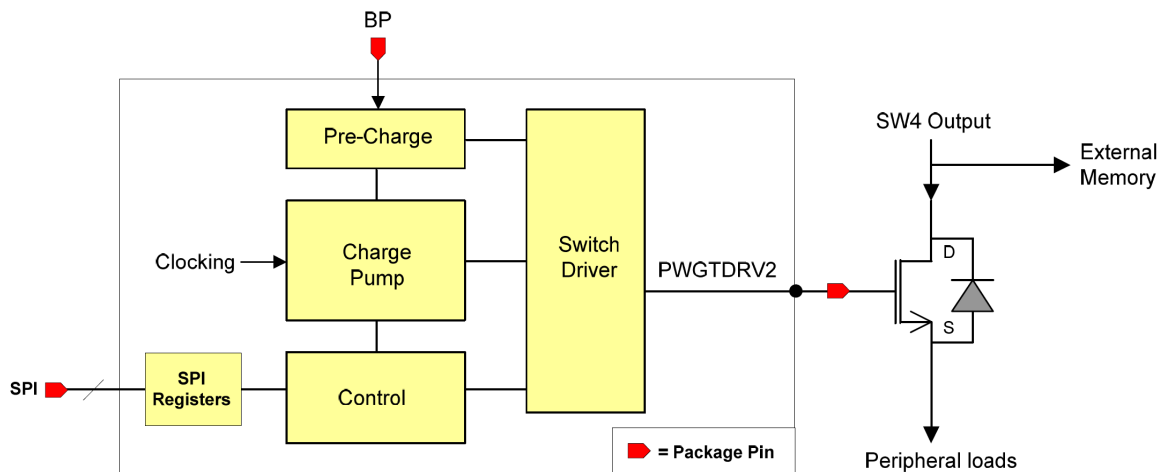 BP
Pre-Charge
SW4 Output
External
Memory
Clocking
Charge
Pump
Switch
Driver
PWGTDRV2
D
S
SPI
SPI
Registers
Control
= Package Pin
Peripheral loads